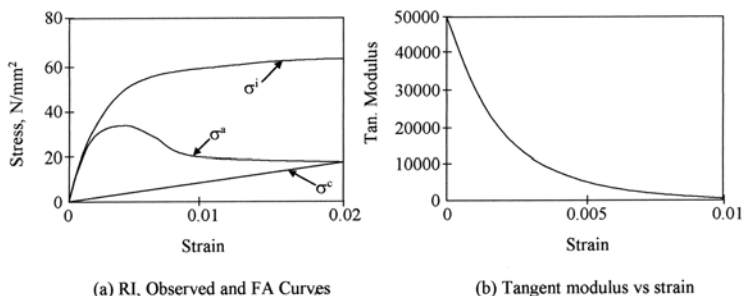 80
60
40
20
0
Stress, N/mm²
σⁱ
σᵃ
σᶜ
0
0.01
0.02
Strain
(a) RI, Observed and FA Curves
50000
40000
30000
20000
10000
0
Tan. Modulus
0
0.005
0.01
Strain
(b) Tangent modulus vs strain